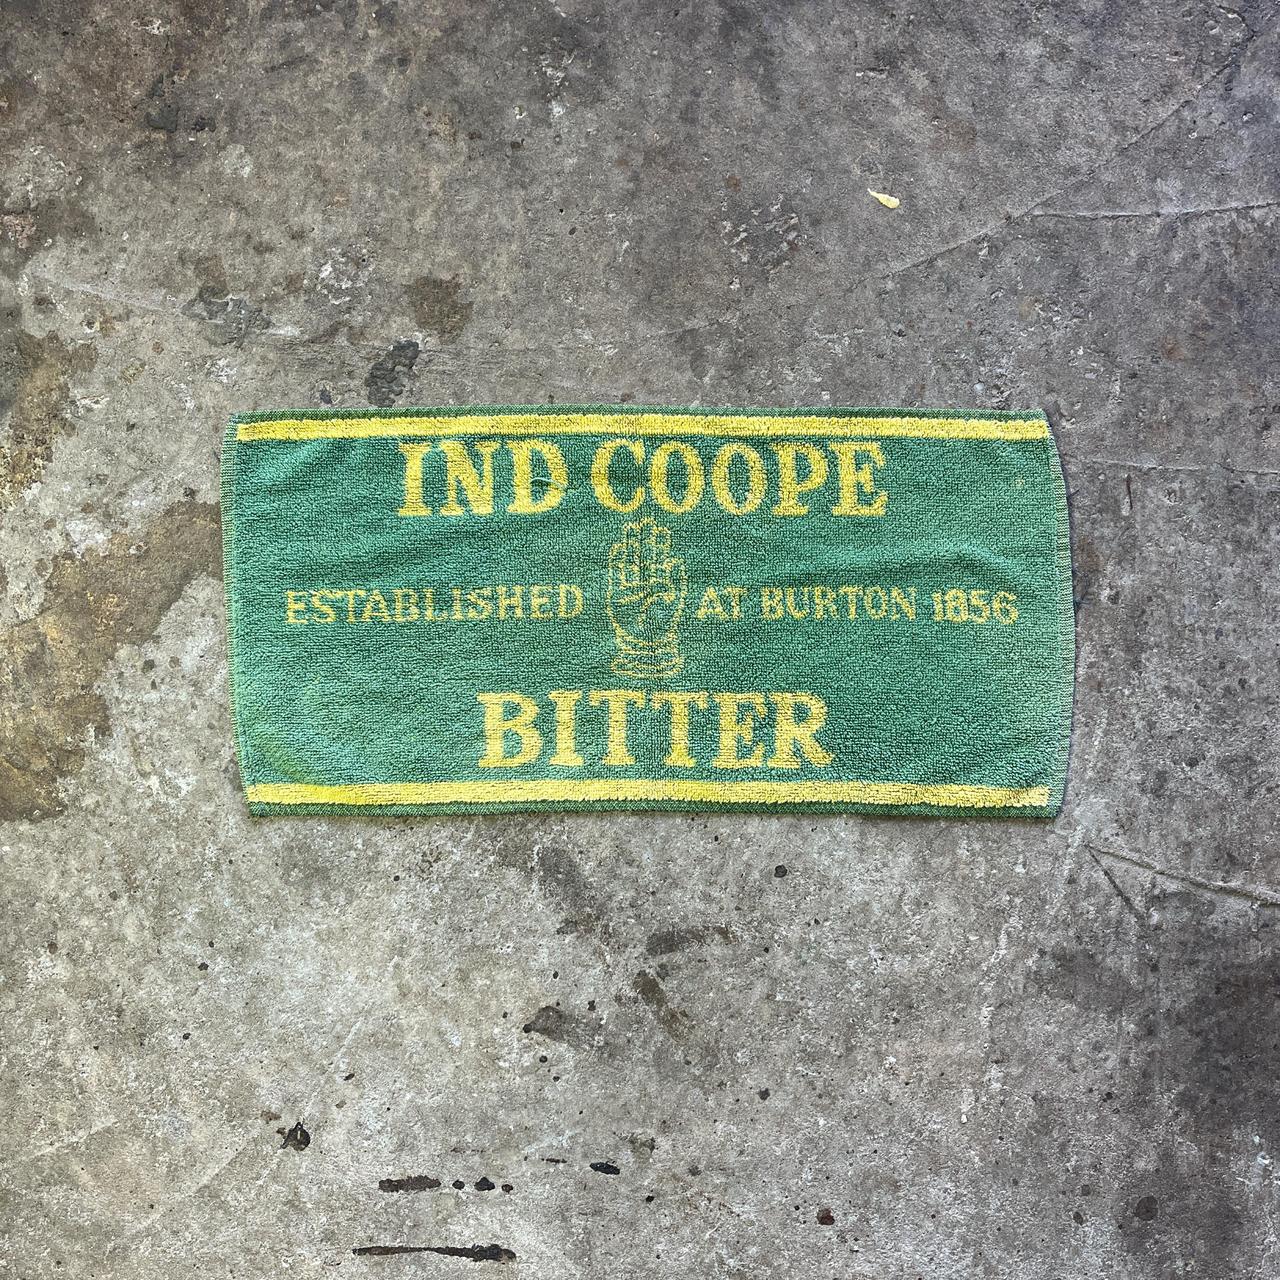 IND COOPE
ESTABLISHED AT BURTON 1856
BITTER